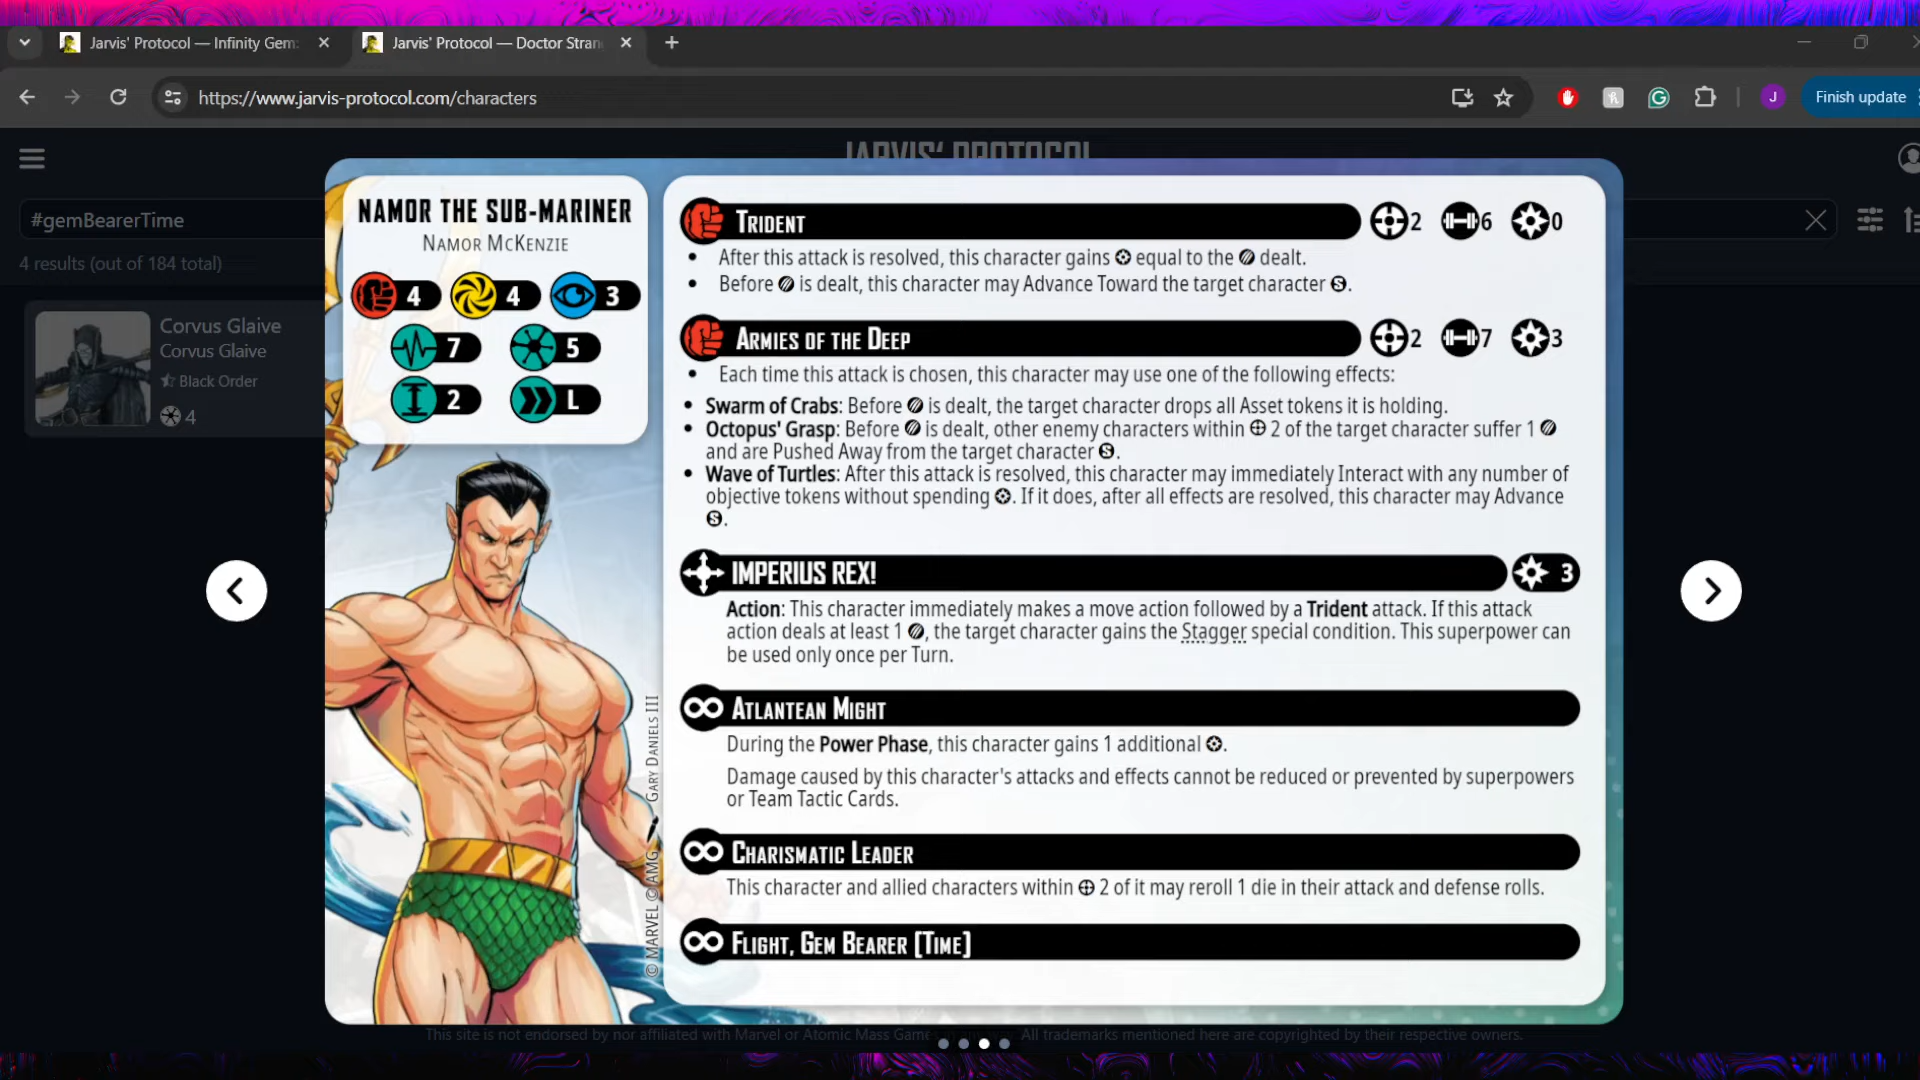 Jarvis' Protocol — Infinity Gem:
Jarvis' Protocol — Doctor Stran
https://www.jarvis-protocol.com/characters
J
Finish update
JARVIS' PROTOCOL
#gemBearerTime
4 results (out of 184 total)
Corvus Glaive
Corvus Glaive
Black Order
4
NAMOR THE SUB-MARINER
NAMOR MCKENZIE
4 4 3
7 5
2 L
TRIDENT 2 6 0
After this attack is resolved, this character gains equal to the dealt.
Before is dealt, this character may Advance Toward the target character S.
ARMIES OF THE DEEP 2 7 3
Each time this attack is chosen, this character may use one of the following effects:
Swarm of Crabs: Before is dealt, the target character drops all Asset tokens it is holding.
Octopus' Grasp: Before is dealt, other enemy characters within 2 of the target character suffer 1
and are Pushed Away from the target character S.
Wave of Turtles: After this attack is resolved, this character may immediately Interact with any number of
objective tokens without spending . If it does, after all effects are resolved, this character may Advance
S.
IMPERIUS REX! 3
Action: This character immediately makes a move action followed by a Trident attack. If this attack
action deals at least 1 , the target character gains the Stagger special condition. This superpower can
be used only once per Turn.
ATLANTEAN MIGHT
During the Power Phase, this character gains 1 additional .
Damage caused by this character's attacks and effects cannot be reduced or prevented by superpowers
or Team Tactic Cards.
CHARISMATIC LEADER
This character and allied characters within 2 of it may reroll 1 die in their attack and defense rolls.
FLIGHT, GEM BEARER [TIME]
GARY DANIELS III
© MARVEL © AMG
This site is not endorsed by nor affiliated with Marvel or Atomic Mass Game All trademarks mentioned here are copyrighted by their respective owners.